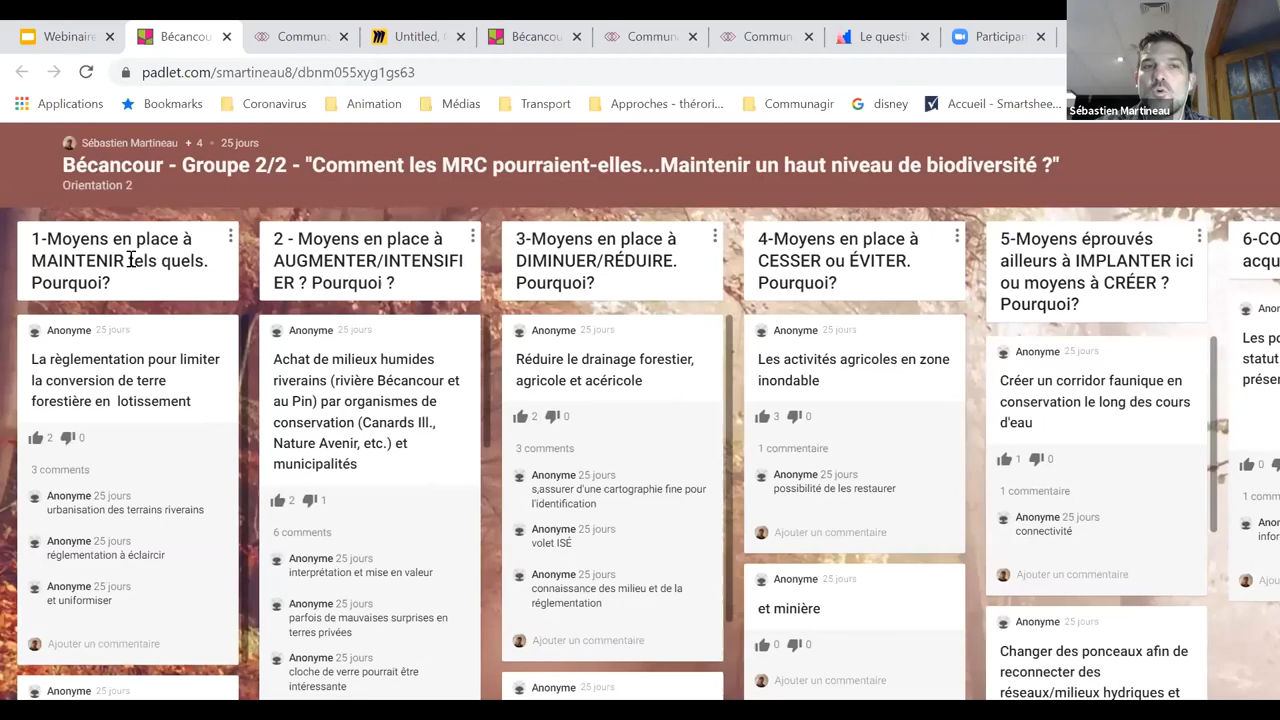 Webinaire
Bécancou
Commun
Untitled,
Bécancou
Commun
Commun
Le questi
Participan
padlet.com/smartineau8/dbnm055xyg1gs63
Applications
Bookmarks
Coronavirus
Animation
Médias
Transport
Approches - thérori...
Communagir
disney
Accueil - Smartshee...
Sébastien Martineau
Sébastien Martineau + 4 • 25 jours
Bécancour - Groupe 2/2 - "Comment les MRC pourraient-elles...Maintenir un haut niveau de biodiversité ?"
Orientation 2
1-Moyens en place à
MAINTENIR tels quels.
Pourquoi?
Anonyme 25 jours
La règlementation pour limiter
la conversion de terre
forestière en lotissement
2 0
3 comments
Anonyme 25 jours
urbanisation des terrains riverains
Anonyme 25 jours
réglementation à éclaircir
Anonyme 25 jours
et uniformiser
Ajouter un commentaire
Anonyme 25 jours
2 - Moyens en place à
AUGMENTER/INTENSIFI
ER ? Pourquoi ?
Anonyme 25 jours
Achat de milieux humides
riverains (rivière Bécancour et
au Pin) par organismes de
conservation (Canards Ill.,
Nature Avenir, etc.) et
municipalités
2 1
6 comments
Anonyme 25 jours
interprétation et mise en valeur
Anonyme 25 jours
parfois de mauvaises surprises en
terres privées
Anonyme 25 jours
cloche de verre pourrait être
intéressante
3-Moyens en place à
DIMINUER/RÉDUIRE.
Pourquoi?
Anonyme 25 jours
Réduire le drainage forestier,
agricole et acéricole
2 0
3 comments
Anonyme 25 jours
s,assurer d'une cartographie fine pour
l'identification
Anonyme 25 jours
volet ISÉ
Anonyme 25 jours
connaissance des milieu et de la
réglementation
Ajouter un commentaire
Anonyme 25 jours
4-Moyens en place à
CESSER ou ÉVITER.
Pourquoi?
Anonyme 25 jours
Les activités agricoles en zone
inondable
3 0
1 commentaire
Anonyme 25 jours
possibilité de les restaurer
Ajouter un commentaire
Anonyme 25 jours
et minière
0 0
Ajouter un commentaire
5-Moyens éprouvés
ailleurs à IMPLANTER ici
ou moyens à CRÉER ?
Pourquoi?
Anonyme 25 jours
Créer un corridor faunique en
conservation le long des cours
d'eau
1 0
1 commentaire
Anonyme 25 jours
connectivité
Ajouter un commentaire
Anonyme 25 jours
Changer des ponceaux afin de
reconnecter des
réseaux/milieux hydriques et
6-CO
acqu
Anon
Les po
statut
prése
0
1 comm
Anon
infor
Ajou